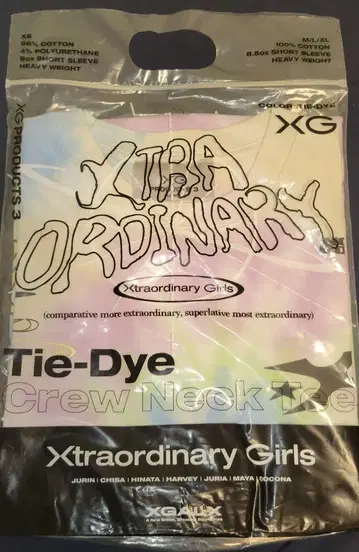 XS
96% COTTON
4% POLYURETHANE
9oz SHORT SLEEVE
HEAVY WEIGHT
M/L/XL
100% COTTON
8.5oz SHORT SLEEVE
HEAVY WEIGHT
COLOR:TIE-DYE
XG
XG PRODUCTS 3
XTRA
ORDINARY
Xtraordinary Girls
(comparative more extraordinary, superlative most extraordinary)
Tie-Dye
Crew Neck Tee
Xtraordinary Girls
JURIN | CHISA | HINATA | HARVEY | JURIA | MAYA | COCONA
XGALX